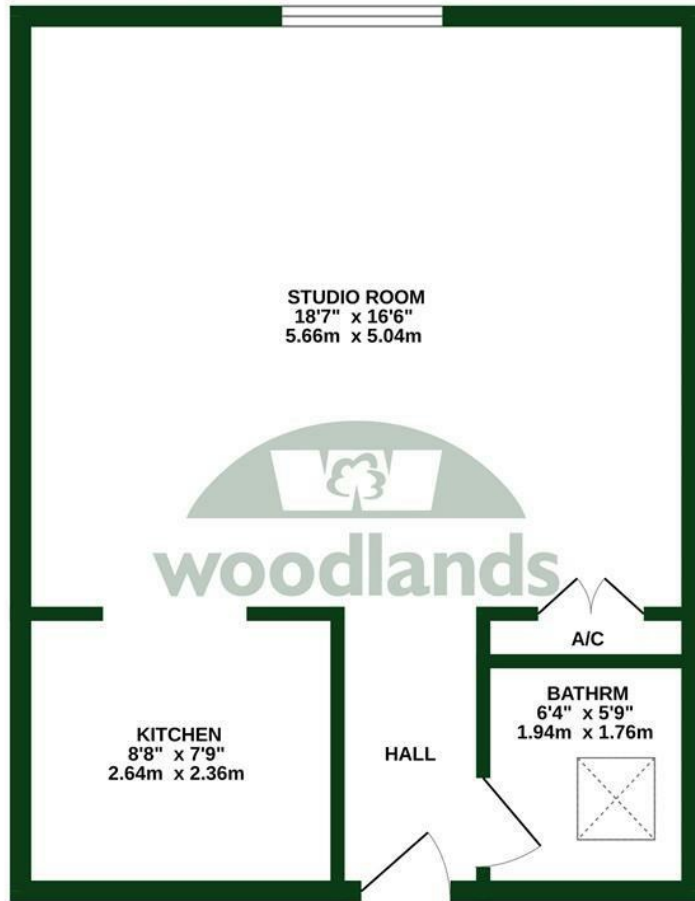 STUDIO ROOM
18'7" x 16'6"
5.66m x 5.04m
woodlands
A/C
BATHRM
6'4" x 5'9"
1.94m x 1.76m
KITCHEN
8'8" x 7'9"
2.64m x 2.36m
HALL